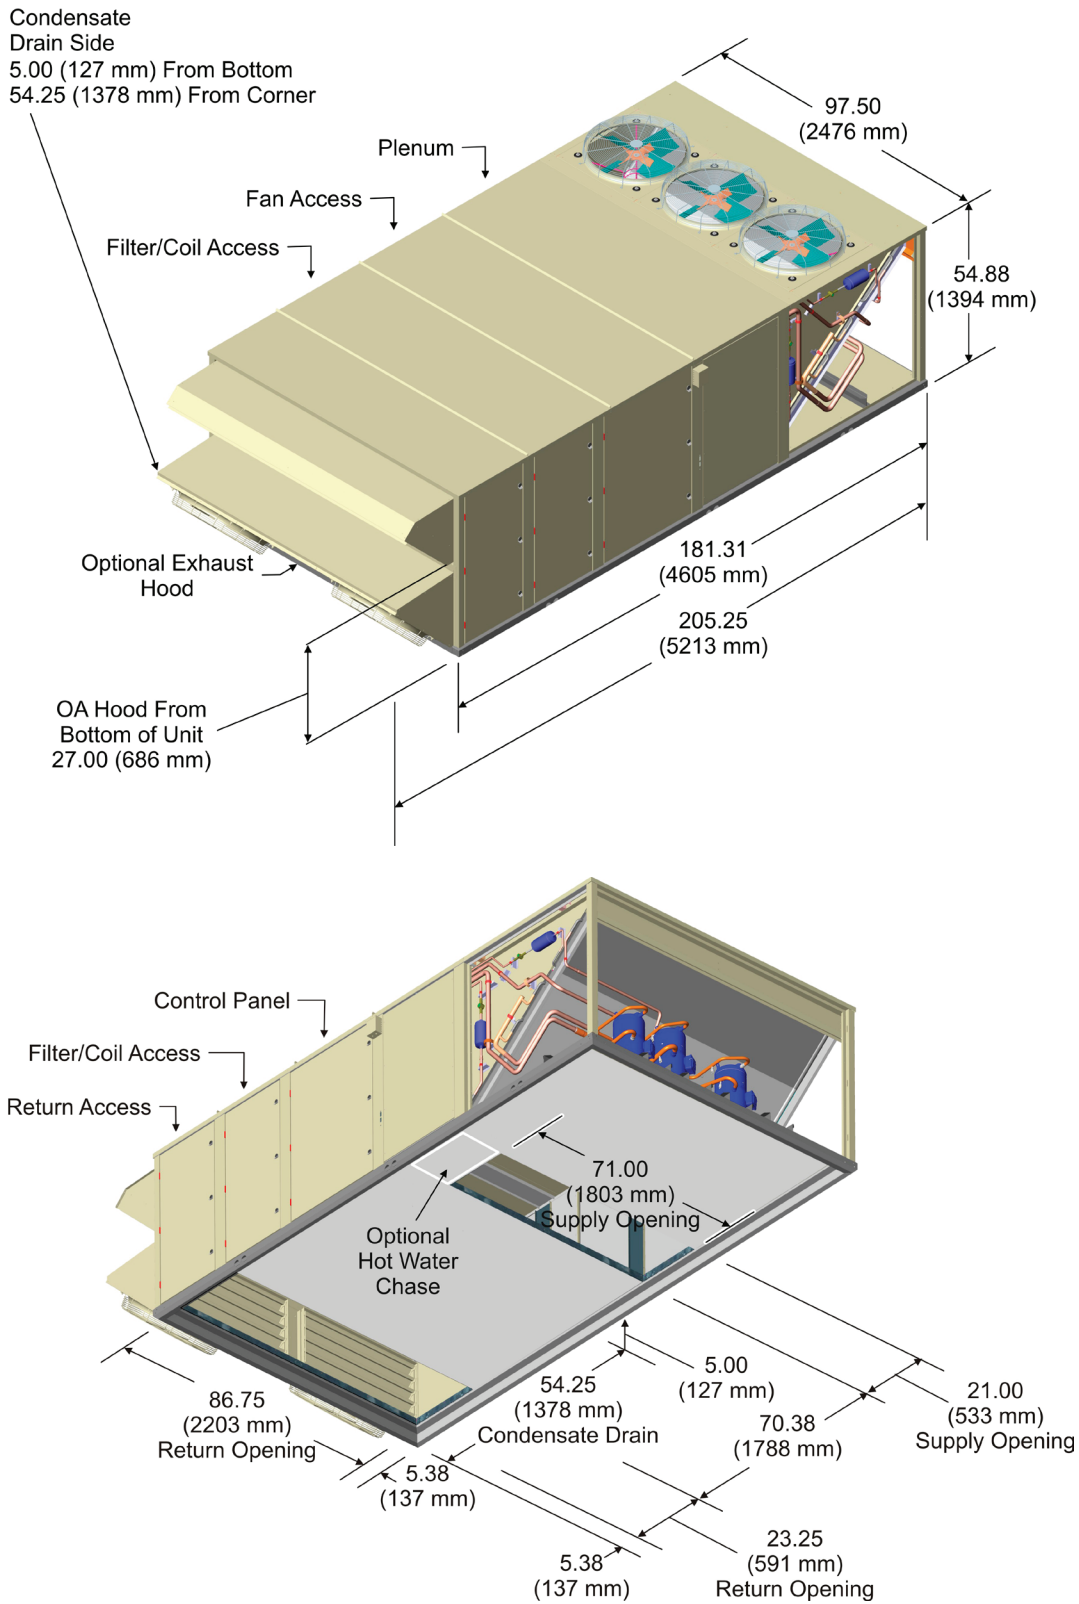 Condensate
Drain Side
5.00 (127 mm) From Bottom
54.25 (1378 mm) From Corner
97.50
(2476 mm)
Plenum
Fan Access
Filter/Coil Access
54.88
(1394 mm)
181.31
(4605 mm)
Optional Exhaust
Hood
205.25
(5213 mm)
OA Hood From
Bottom of Unit
27.00 (686 mm)
Control Panel
Filter/Coil Access
Return Access
71.00
(1803 mm)
Supply Opening
Optional
Hot Water
Chase
5.00
(127 mm)
54.25
(1378 mm)
Condensate Drain
86.75
(2203 mm)
Return Opening
21.00
(533 mm)
Supply Opening
70.38
(1788 mm)
5.38
(137 mm)
23.25
(591 mm)
Return Opening
5.38
(137 mm)